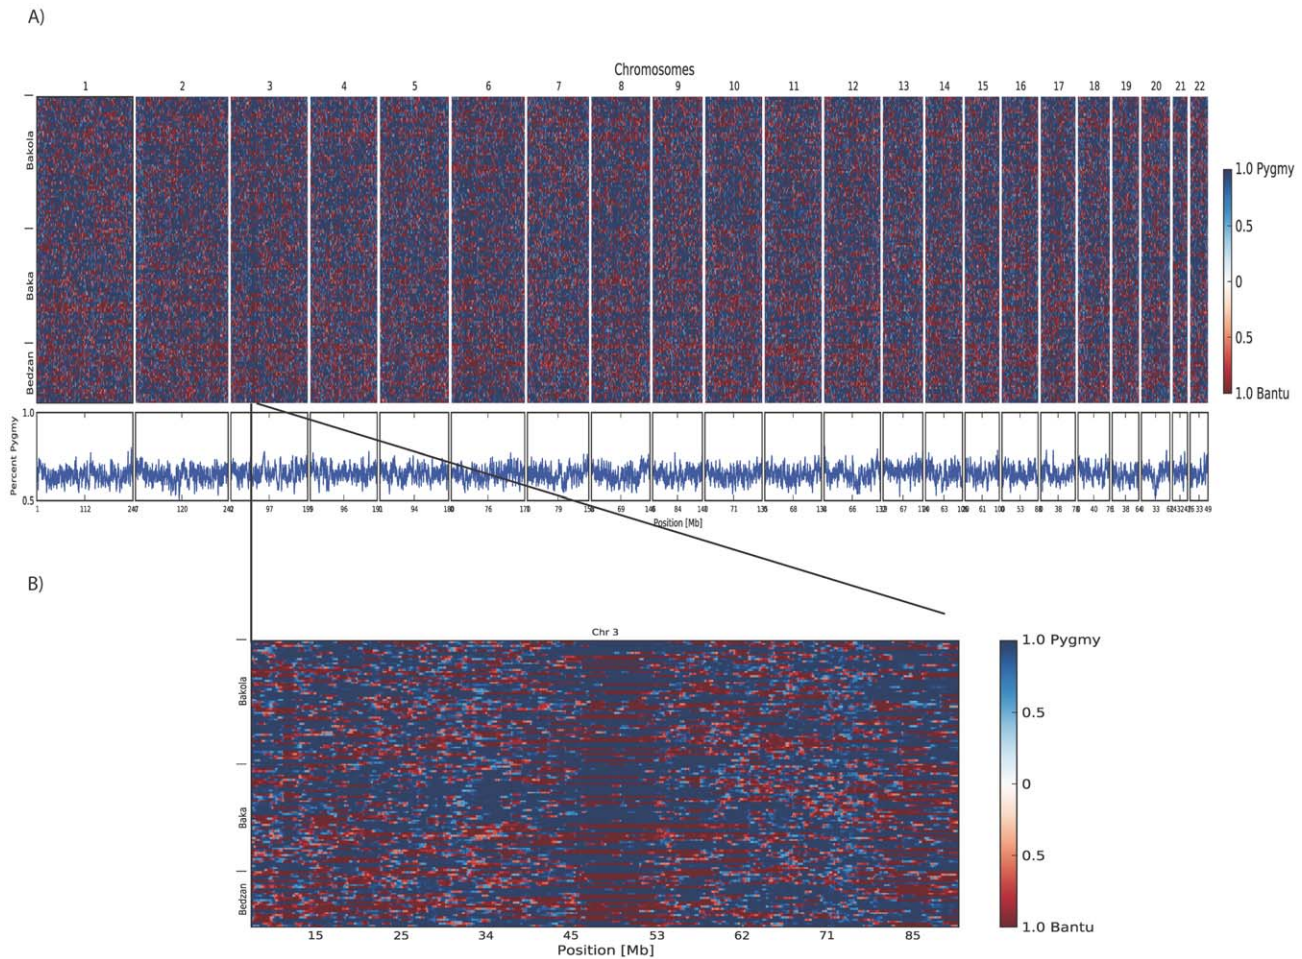 A)
Chromosomes
1 2 3 4 5 6 7 8 9 10 11 12 13 14 15 16 17 18 19 20 21 22
Bakola
Baka
Bedzan
1.0 Pygmy
0.5
0
0.5
1.0 Bantu
Percent Pygmy
1.0
0.5
1 112 120 97 96 94 76 79 69 84 71 68 66 67 63 61 53 38 40 38 33 33 49
Position [Mb]
B)
Chr 3
Bakola
Baka
Bedzan
1.0 Pygmy
0.5
0
0.5
1.0 Bantu
15 25 34 45 53 62 71 85
Position [Mb]